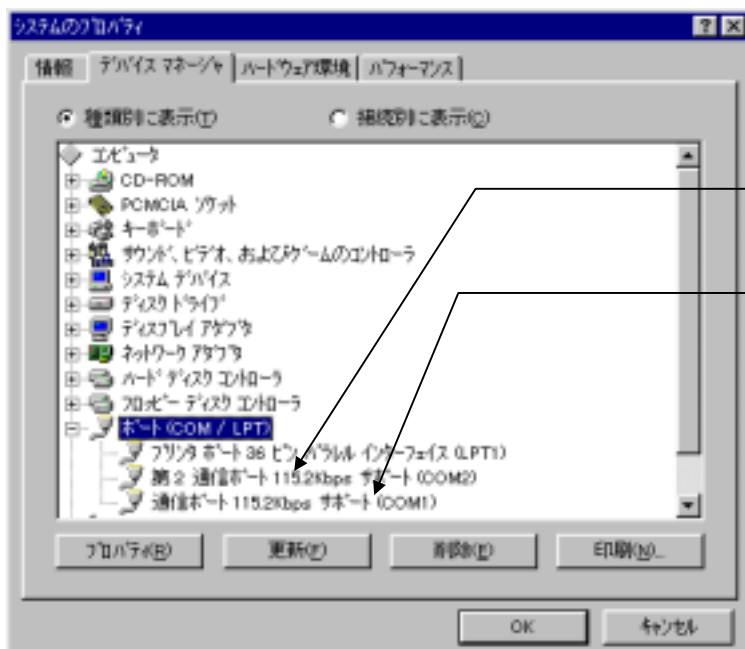 システムのプロパティ
情報 デバイス マネージャ ハードウェア環境 パフォーマンス
種類別に表示(T) 接続別に表示(C)
コンピュータ
CD-ROM
PCMCIA ソケット
キーボード
サウンド、ビデオ、およびゲームのコントローラ
システム デバイス
ディスク ドライブ
ディスプレイ アダプタ
ネットワーク アダプタ
ハード ディスク コントローラ
フロッピー ディスク コントローラ
ポート (COM / LPT)
プリンタ ポート 36 ピン パラレル インターフェイス (LPT1)
第 2 通信ポート 115.2Kbps サポート (COM2)
通信ポート 115.2Kbps サポート (COM1)
プロパティ(R) 更新(F) 削除(E) 印刷(N)...
OK キャンセル